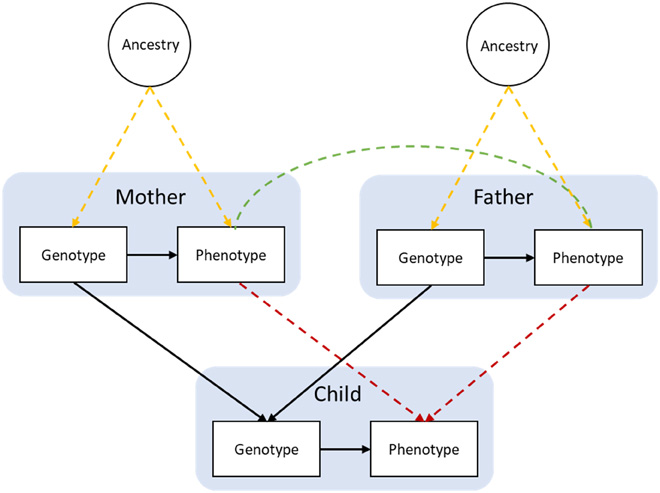 Ancestry
Ancestry
Mother
Father
Genotype
Phenotype
Genotype
Phenotype
Child
Genotype
Phenotype